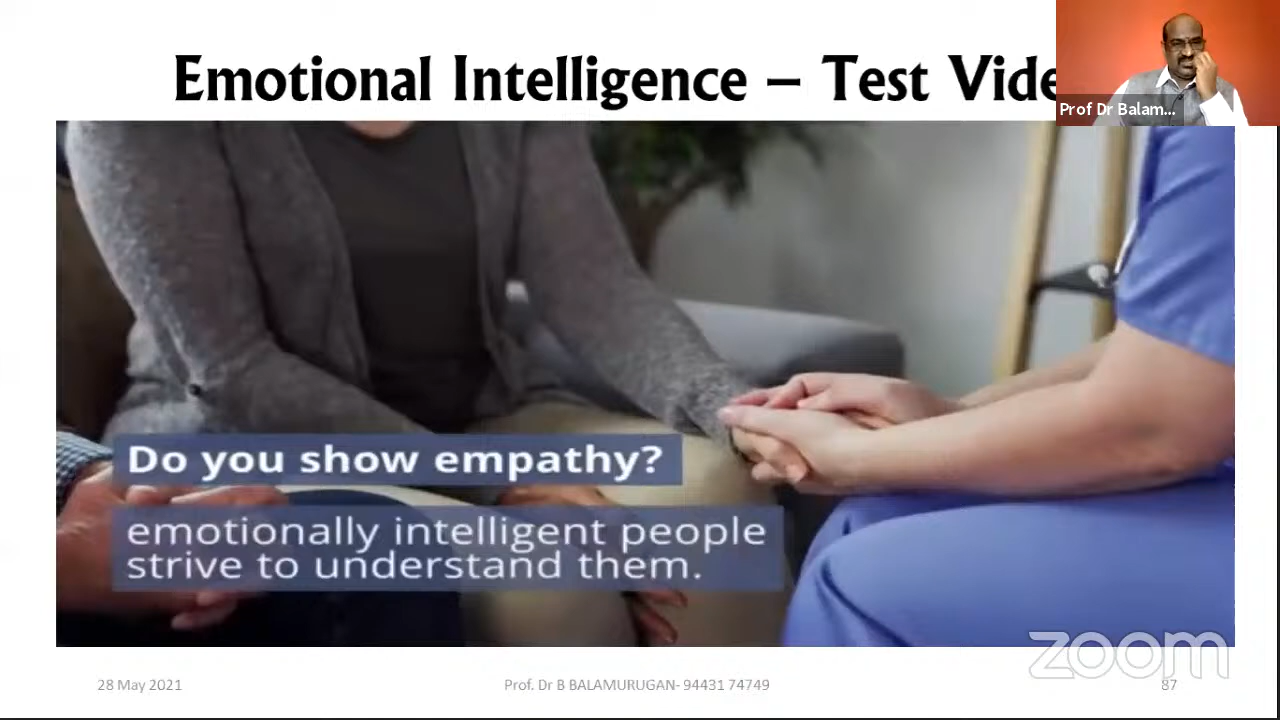 Emotional Intelligence – Test Vide
Prof Dr Balam...
Do you show empathy?
emotionally intelligent people
strive to understand them.
zoom
28 May 2021
Prof. Dr B BALAMURUGAN- 94431 74749
87